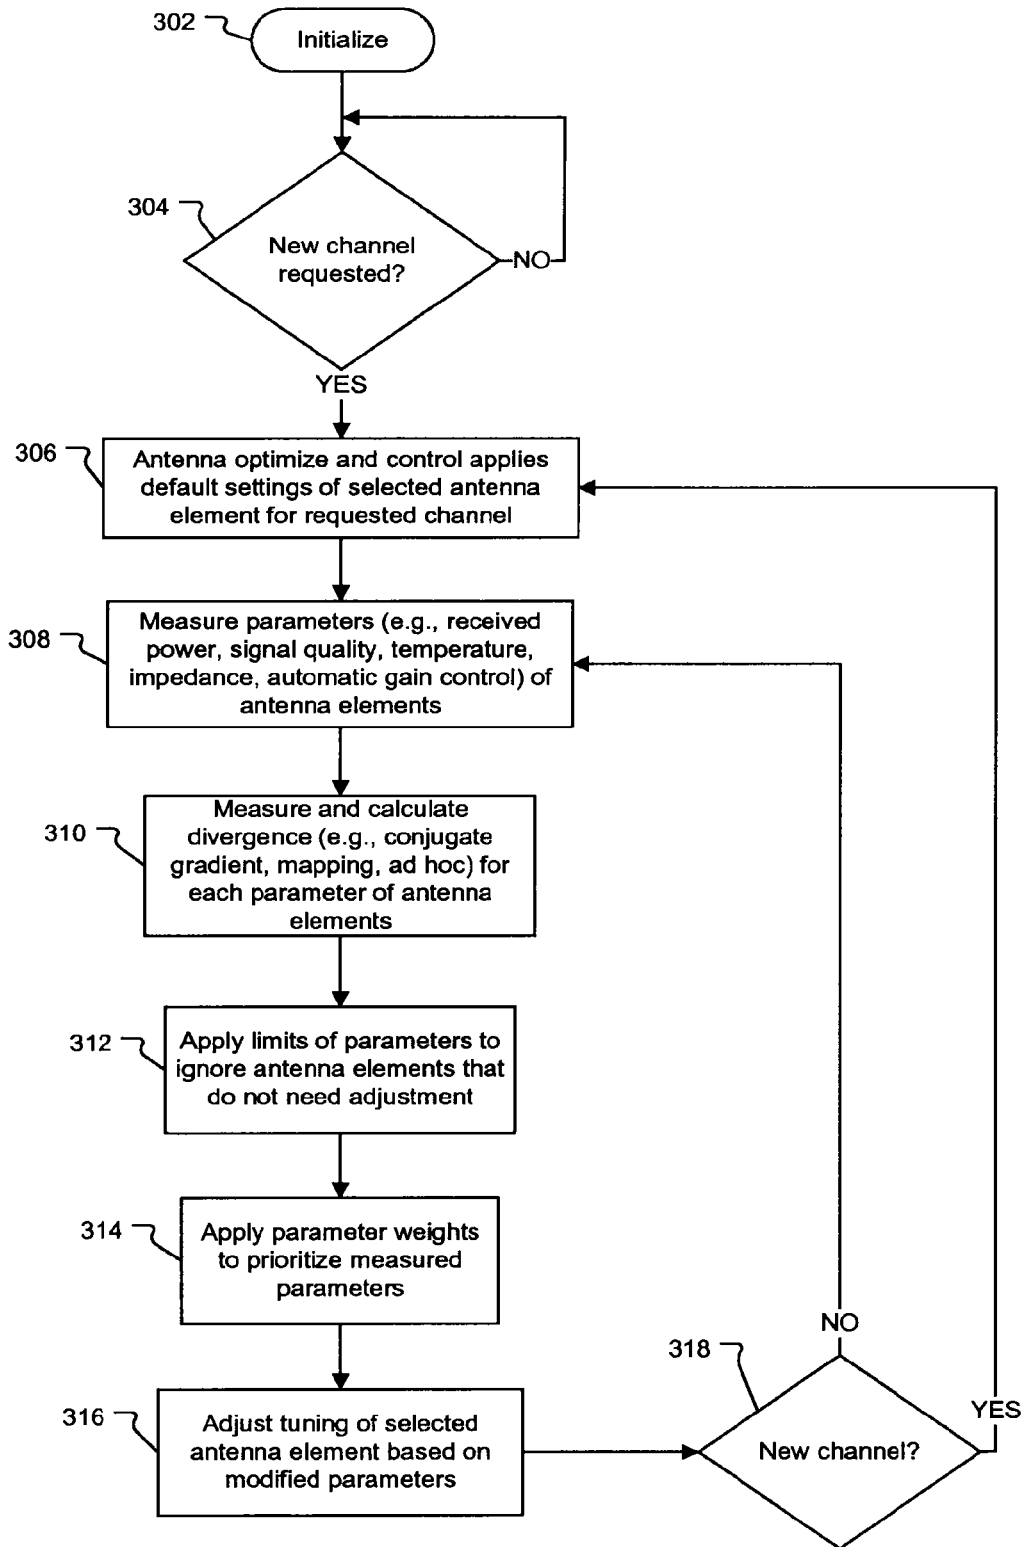 302
Initialize
304
New channel
requested?
NO
YES
306
Antenna optimize and control applies
default settings of selected antenna
element for requested channel
308
Measure parameters (e.g., received
power, signal quality, temperature,
impedance, automatic gain control) of
antenna elements
310
Measure and calculate
divergence (e.g., conjugate
gradient, mapping, ad hoc) for
each parameter of antenna
elements
312
Apply limits of parameters to
ignore antenna elements that
do not need adjustment
314
Apply parameter weights
to prioritize measured
parameters
316
Adjust tuning of selected
antenna element based on
modified parameters
318
New channel?
NO
YES